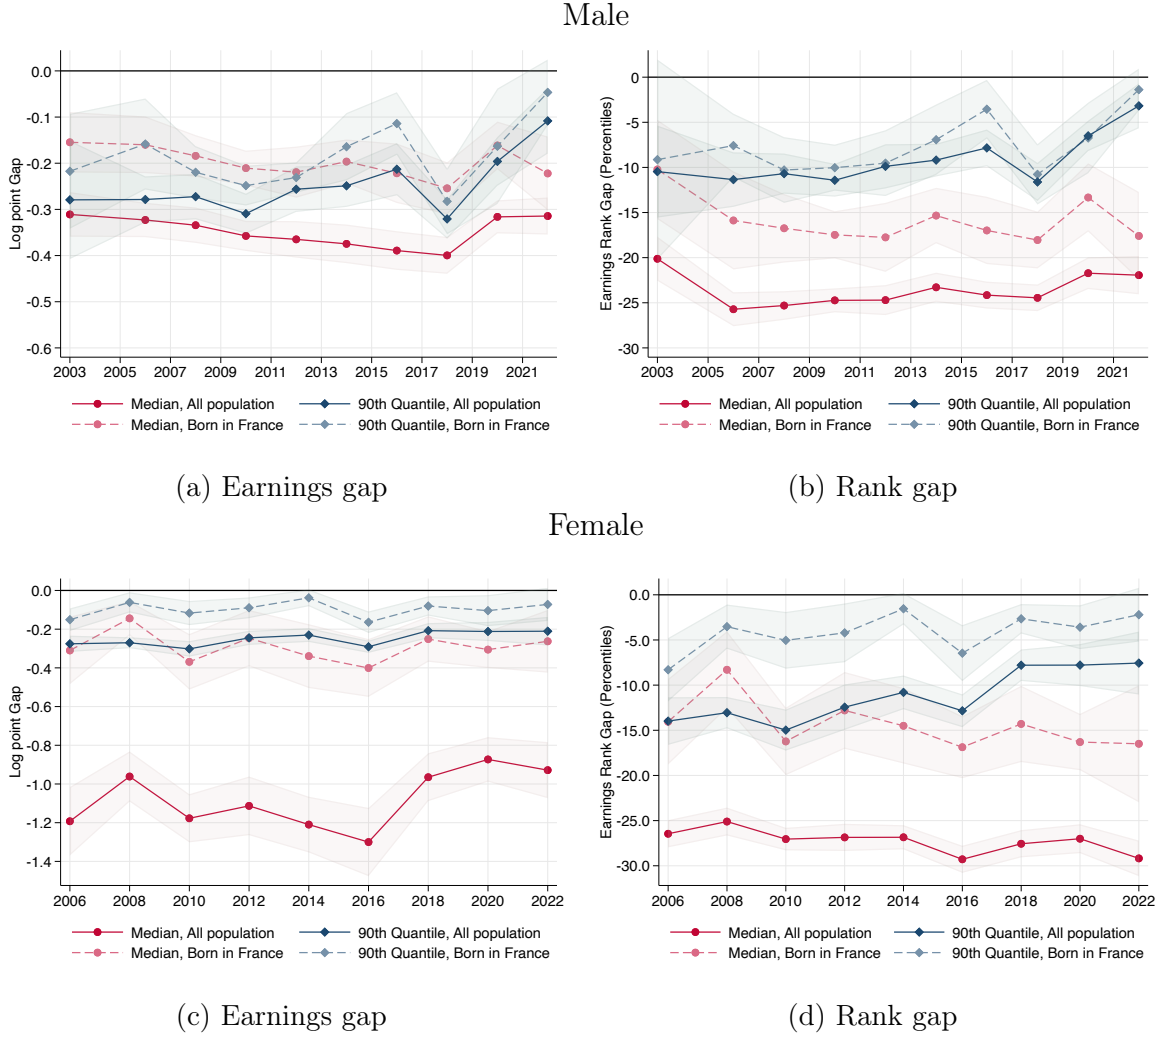 Male
0.0
-0.1
-0.2
-0.3
-0.4
-0.5
-0.6
Log point Gap
2003 2005 2007 2009 2011 2013 2015 2017 2019 2021
Median, All population 90th Quantile, All population
Median, Born in France 90th Quantile, Born in France
(a) Earnings gap
0
-5
-10
-15
-20
-25
-30
Earnings Rank Gap (Percentiles)
2003 2005 2007 2009 2011 2013 2015 2017 2019 2021
Median, All population 90th Quantile, All population
Median, Born in France 90th Quantile, Born in France
(b) Rank gap
Female
0.0
-0.2
-0.4
-0.6
-0.8
-1.0
-1.2
-1.4
Log point Gap
2006 2008 2010 2012 2014 2016 2018 2020 2022
Median, All population 90th Quantile, All population
Median, Born in France 90th Quantile, Born in France
(c) Earnings gap
0.0
-5.0
-10.0
-15.0
-20.0
-25.0
-30.0
Earnings Rank Gap (Percentiles)
2006 2008 2010 2012 2014 2016 2018 2020 2022
Median, All population 90th Quantile, All population
Median, Born in France 90th Quantile, Born in France
(d) Rank gap